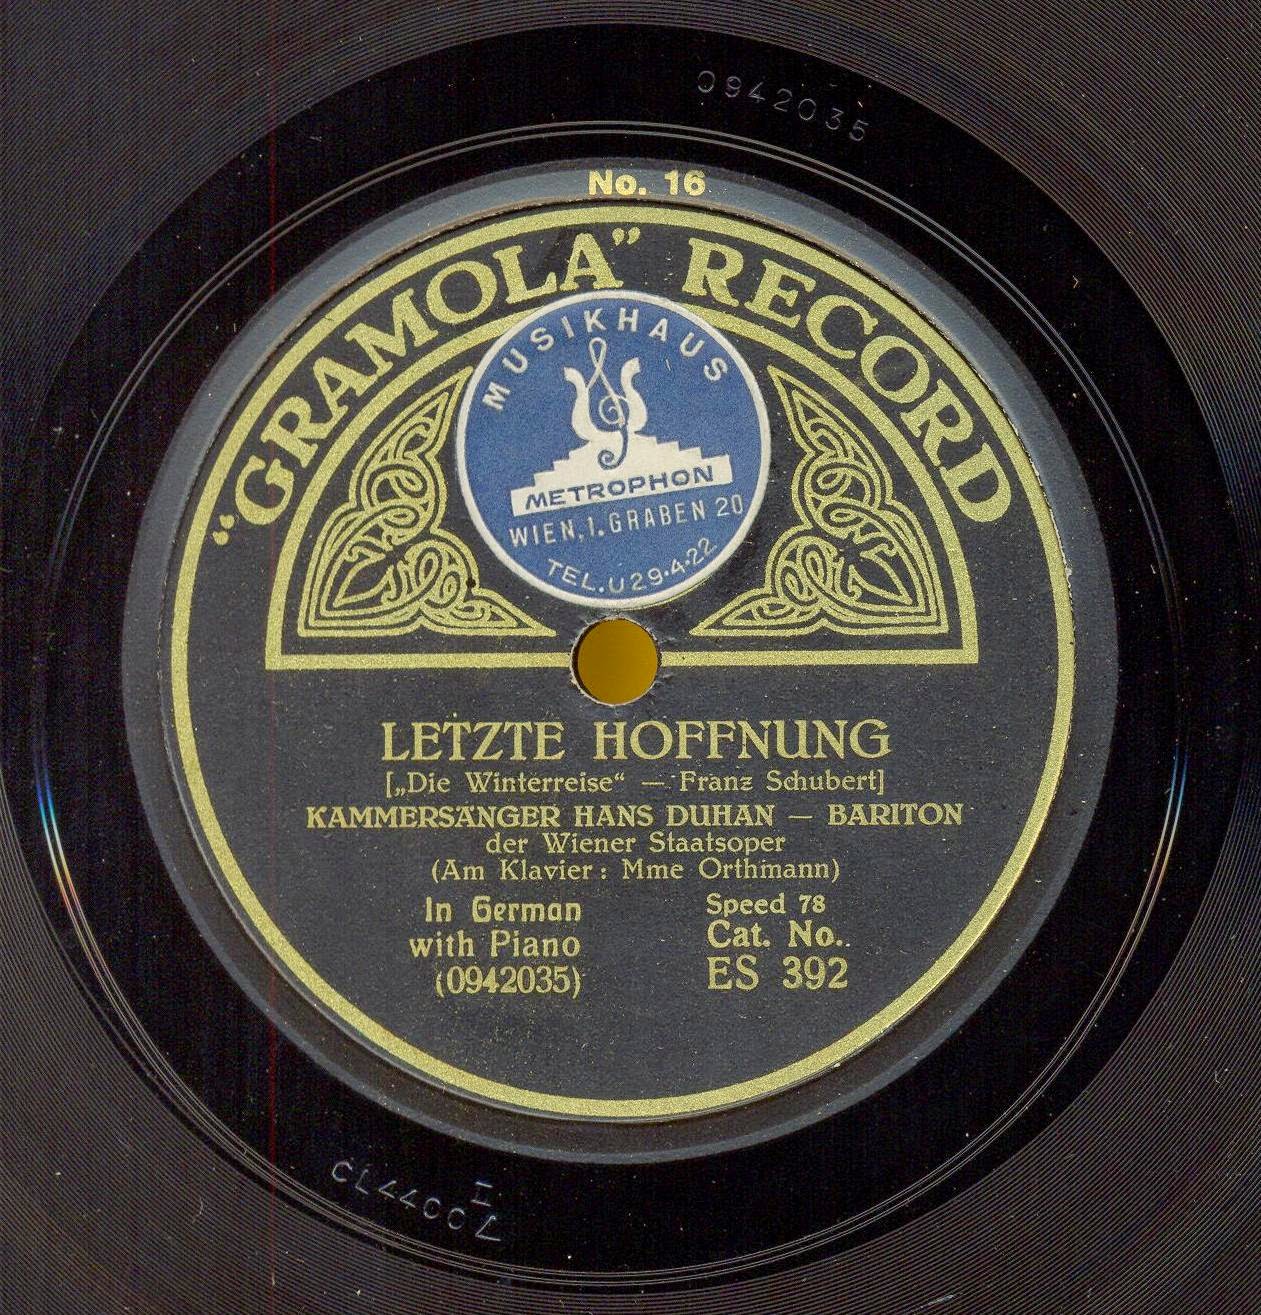 0942035
No. 16
“GRAMOLA” RECORD
MUSIKHAUS
METROPHON
WIEN, 1. GRABEN 20
TEL. U 29·4·22
LETZTE HOFFNUNG
[„Die Winterreise“ — Franz Schubert]
KAMMERSÄNGER HANS DUHAN — BARITON
der Wiener Staatsoper
(Am Klavier: Mme Orthmann)
In German
with Piano
(0942035)
Speed 78
Cat. No.
ES 392